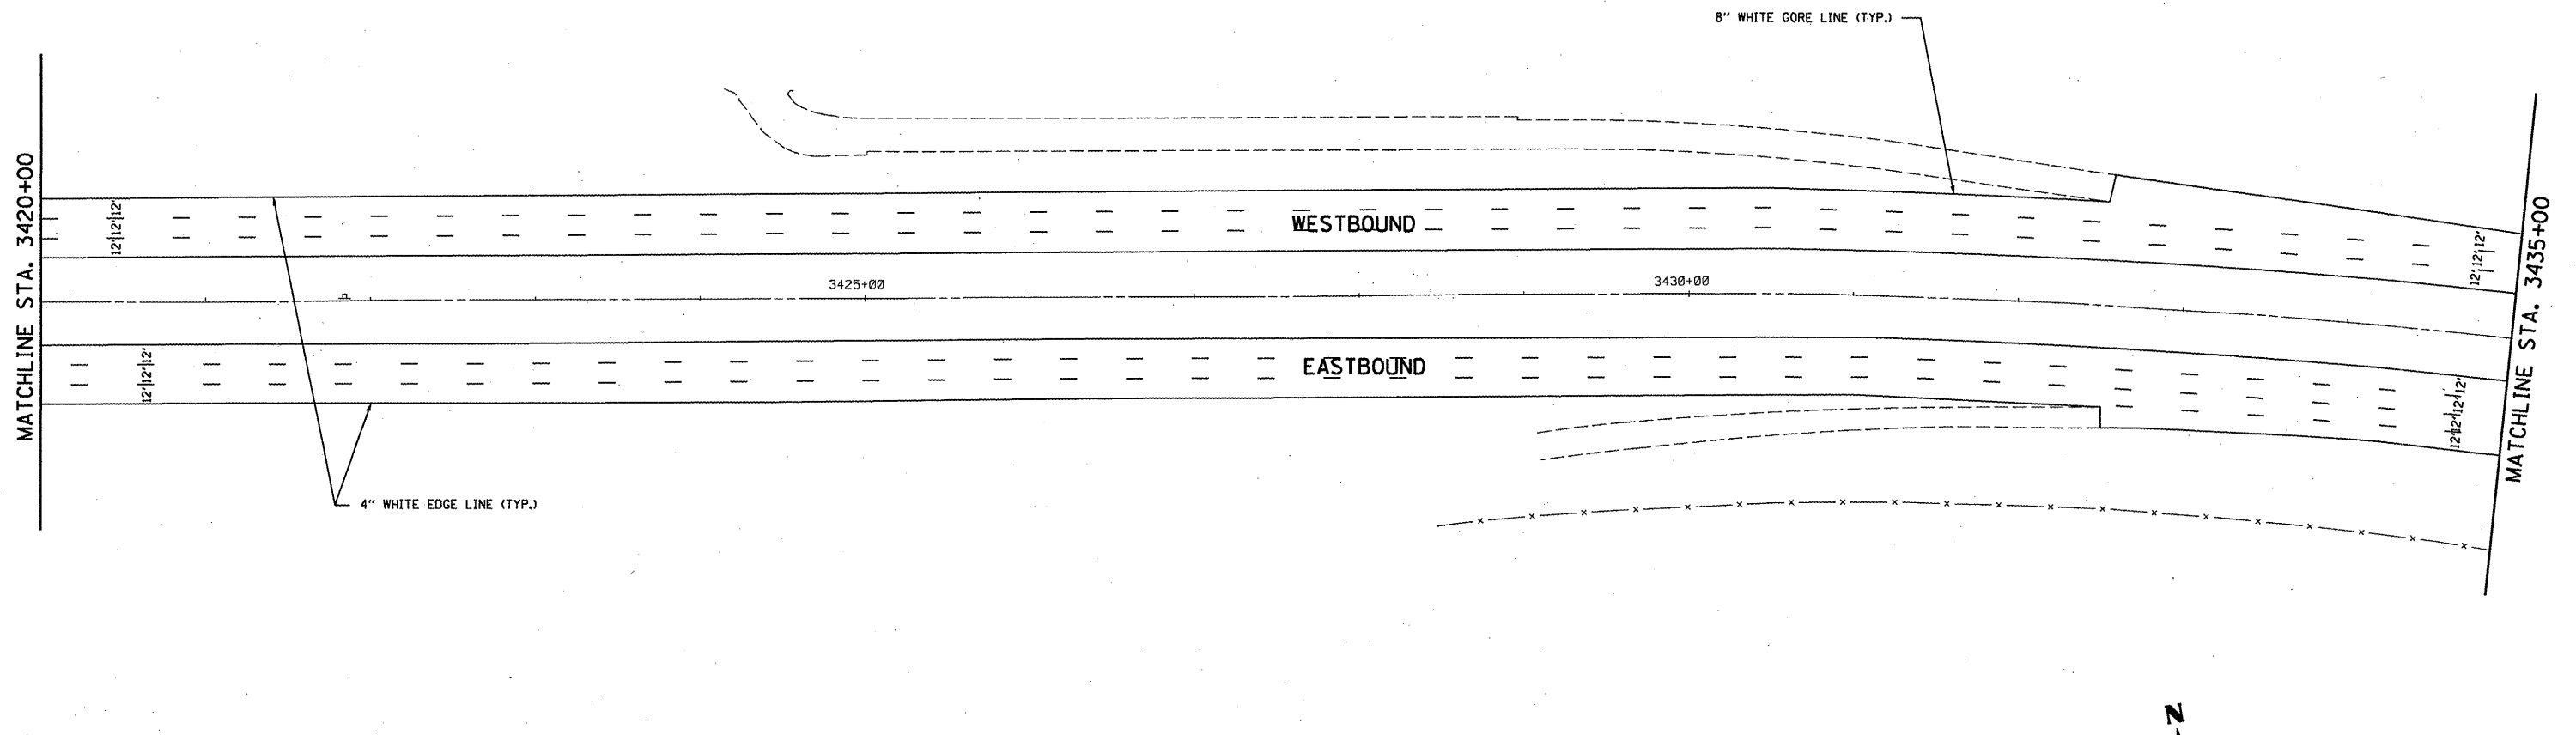 8" WHITE GORE LINE (TYP.)
MATCHLINE STA. 3420+00
12'|12'|12'
WESTBOUND
12'|12'|12'
MATCHLINE STA. 3435+00
3425+00
3430+00
12'|12'|12'
EASTBOUND
12'|12'|12'|12'
4" WHITE EDGE LINE (TYP.)
N